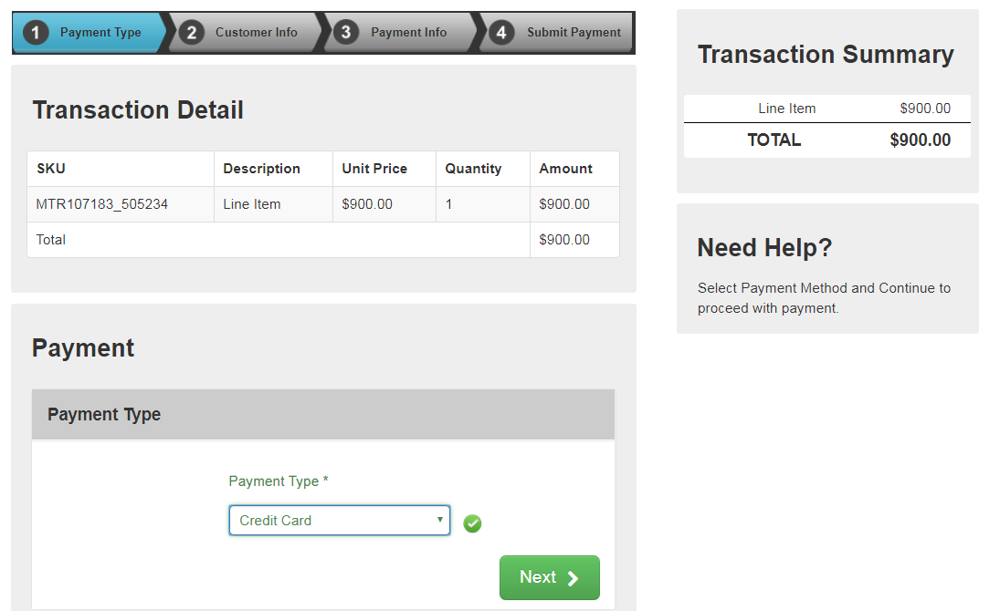 1 Payment Type 2 Customer Info 3 Payment Info 4 Submit Payment
Transaction Detail
SKU Description Unit Price Quantity Amount
MTR107183_505234 Line Item $900.00 1 $900.00
Total $900.00
Payment
Payment Type
Payment Type *
Credit Card
Next
Transaction Summary
Line Item $900.00
TOTAL $900.00
Need Help?
Select Payment Method and Continue to
proceed with payment.